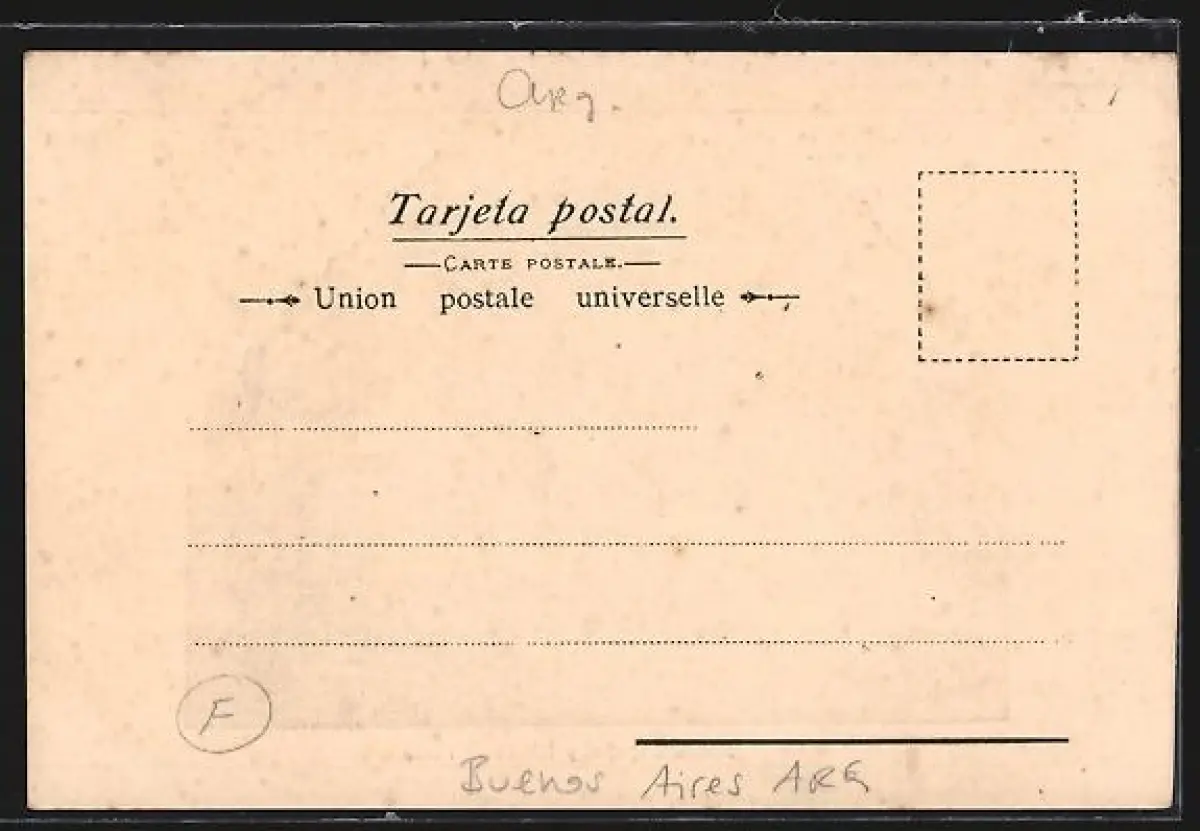 Arg.
Tarjeta postal.
CARTE POSTALE.
Union postale universelle
F
Buenos Aires ARG